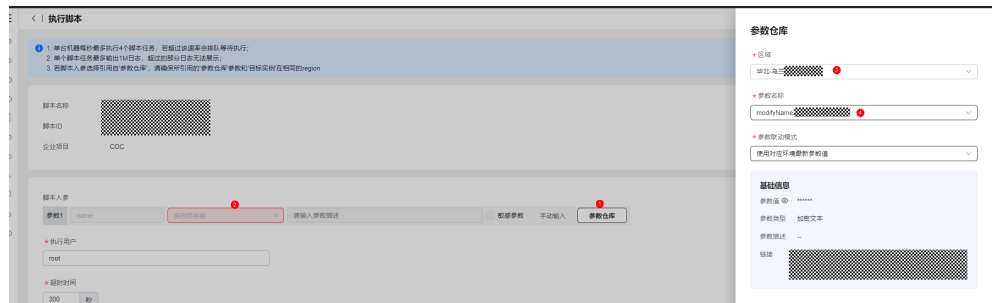 执行脚本
1. 单台机器每秒最多执行4个脚本任务，若超过该速率会排队等待执行；
2. 单个脚本任务最多输出1M日志，超过的部分日志无法展示；
3. 若脚本入参选择引用自'参数仓库'，请确保所引用的'参数仓库'参数和'目标实例'在相同的region
脚本名称
脚本ID
企业项目 COC
脚本入参
2
1
参数1 name 请选择参数 请输入参数描述 敏感参数 手动输入 参数仓库
* 执行用户
root
* 超时时间
300 秒
参数仓库
* 区域
华北-乌兰 3
* 参数名称
modifyName 4
* 参数联动模式
使用对应环境最新参数值
基础信息
参数值 ******
参数类型 加密文本
参数描述 --
链接